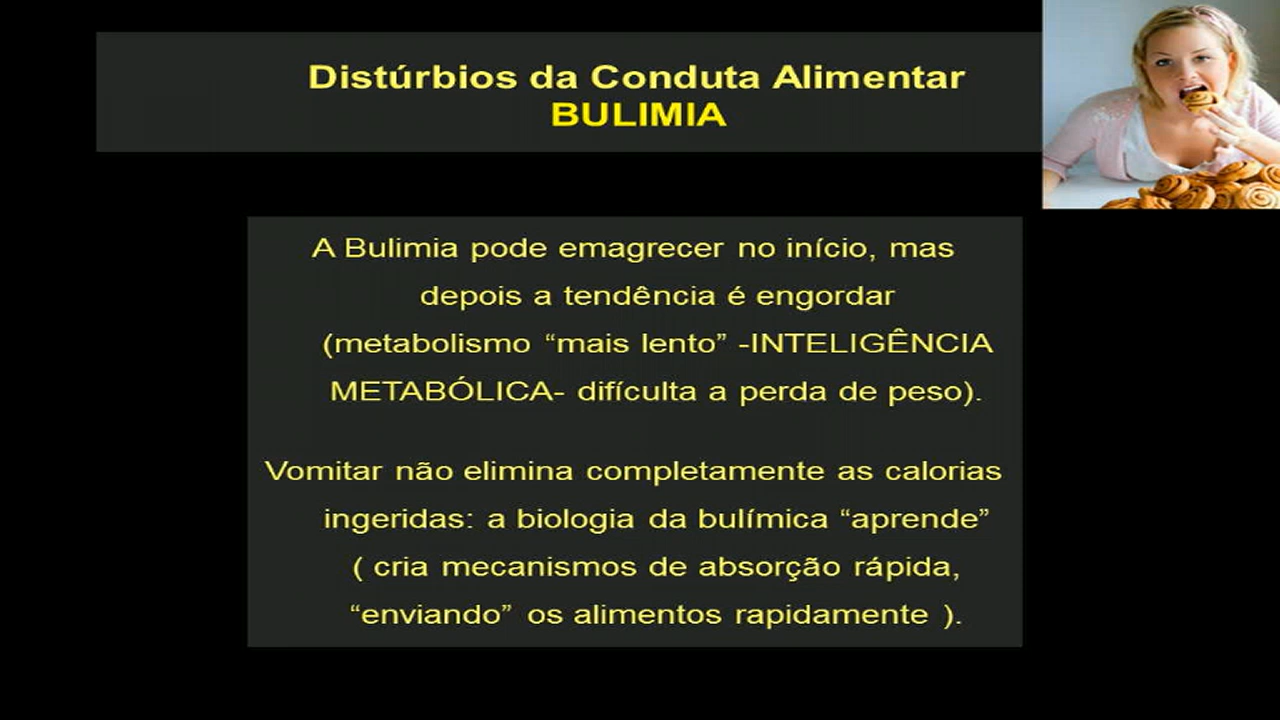 Distúrbios da Conduta Alimentar
BULIMIA
A Bulimia pode emagrecer no início, mas
depois a tendência é engordar
(metabolismo “mais lento” -INTELIGÊNCIA
METABÓLICA- difículta a perda de peso).
Vomitar não elimina completamente as calorias
ingeridas: a biologia da bulímica “aprende”
( cria mecanismos de absorção rápida,
“enviando” os alimentos rapidamente ).